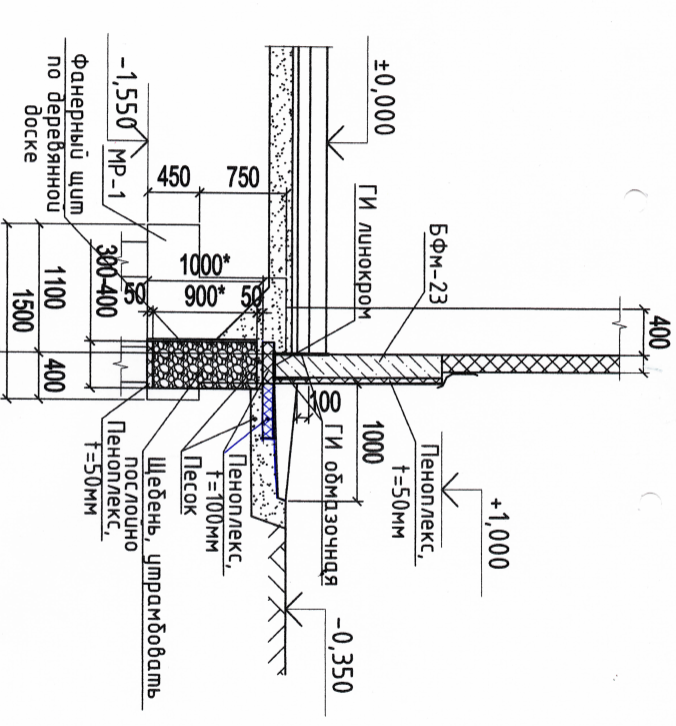 +1,000
Пеноплекс,
t=50мм
±0,000
БФм-23
ГИ линокром
400
100
1000
ГИ обмазочная
-0,350
750
450
-1,550
МР-1
Фанерный щит
по деревянной
доске
1000*
50
900*
50
300-400
1100
400
1500
Пеноплекс,
t=100мм
Песок
Щебень, утрамбовать
послойно
Пеноплекс,
t=50мм